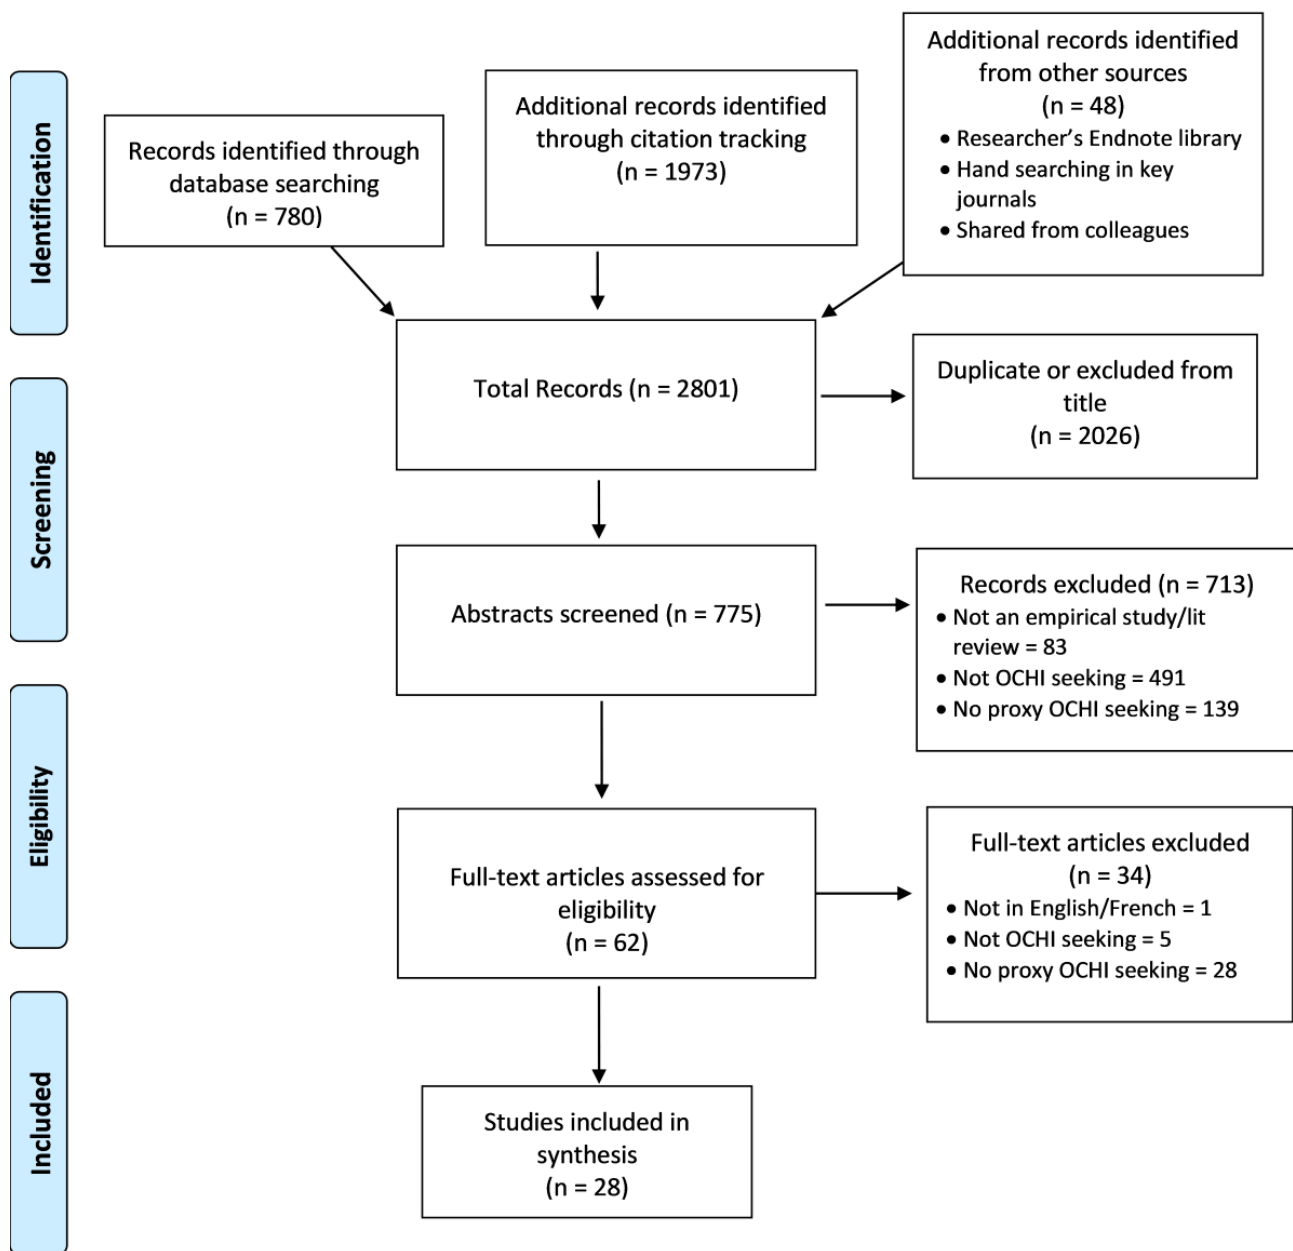 Identification
Records identified through
database searching
(n = 780)
Additional records identified
through citation tracking
(n = 1973)
Additional records identified
from other sources
(n = 48)
• Researcher’s Endnote library
• Hand searching in key
journals
• Shared from colleagues
Total Records (n = 2801)
Duplicate or excluded from
title
(n = 2026)
Screening
Abstracts screened (n = 775)
Records excluded (n = 713)
• Not an empirical study/lit
review = 83
• Not OCHI seeking = 491
• No proxy OCHI seeking = 139
Eligibility
Full-text articles assessed for
eligibility
(n = 62)
Full-text articles excluded
(n = 34)
• Not in English/French = 1
• Not OCHI seeking = 5
• No proxy OCHI seeking = 28
Included
Studies included in
synthesis
(n = 28)